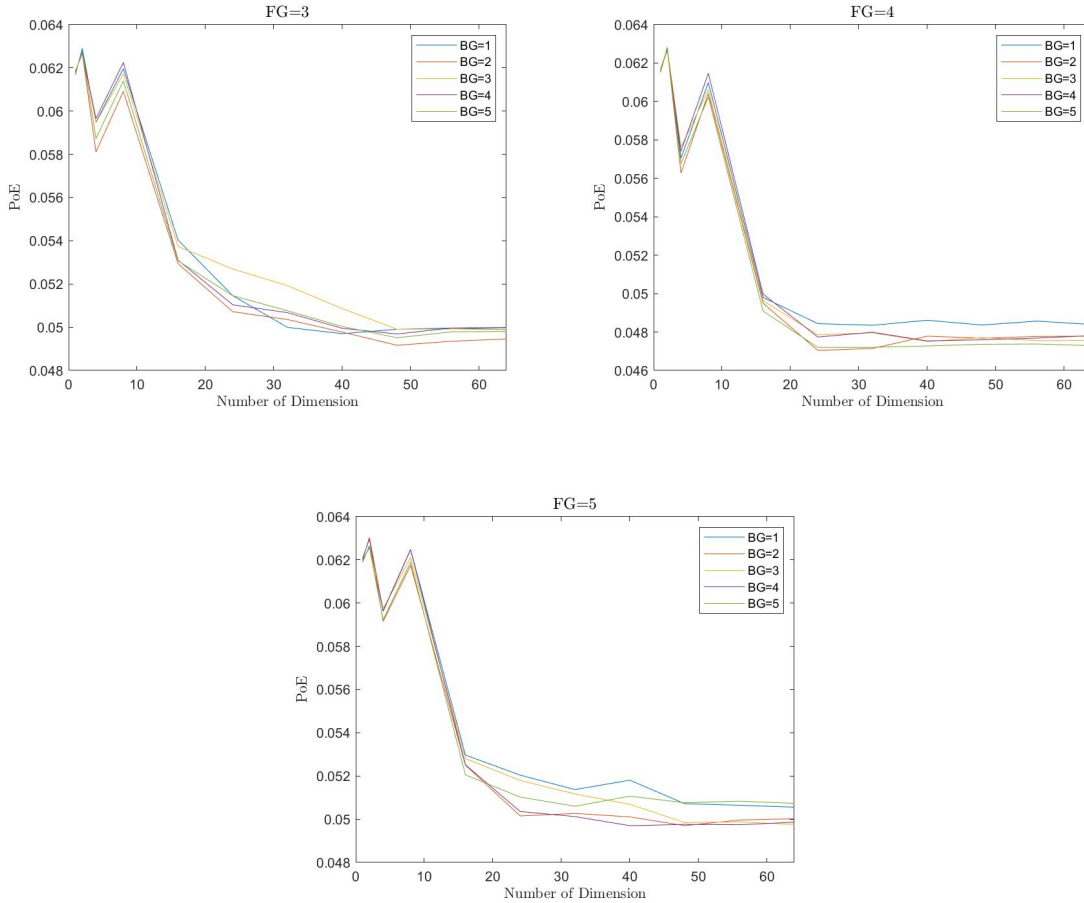 FG=3
0.064
0.062
0.06
0.058
0.056
0.054
0.052
0.05
0.048
PoE
0 10 20 30 40 50 60
Number of Dimension
BG=1
BG=2
BG=3
BG=4
BG=5
FG=4
0.064
0.062
0.06
0.058
0.056
0.054
0.052
0.05
0.048
0.046
PoE
0 10 20 30 40 50 60
Number of Dimension
BG=1
BG=2
BG=3
BG=4
BG=5
FG=5
0.064
0.062
0.06
0.058
0.056
0.054
0.052
0.05
0.048
PoE
0 10 20 30 40 50 60
Number of Dimension
BG=1
BG=2
BG=3
BG=4
BG=5